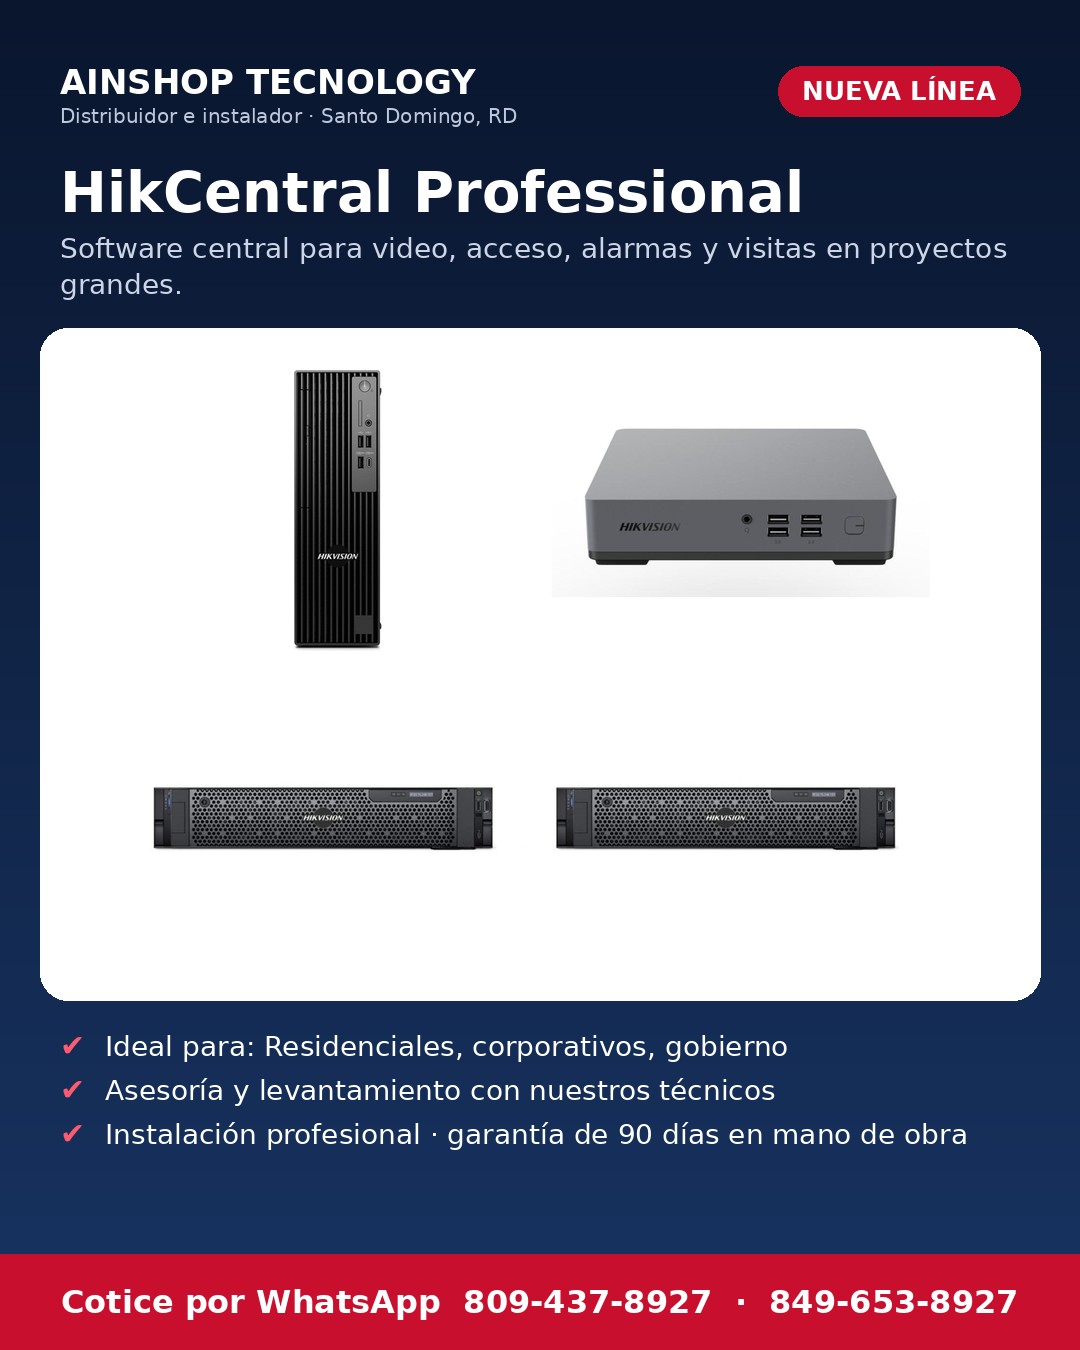 AINSHOP TECNOLOGY
Distribuidor e instalador · Santo Domingo, RD
NUEVA LÍNEA
HikCentral Professional
Software central para video, acceso, alarmas y visitas en proyectos
grandes.
HIKVISION
HIKVISION
HIKVISION
HIKVISION
✔ Ideal para: Residenciales, corporativos, gobierno
✔ Asesoría y levantamiento con nuestros técnicos
✔ Instalación profesional · garantía de 90 días en mano de obra
Cotice por WhatsApp 809-437-8927 · 849-653-8927